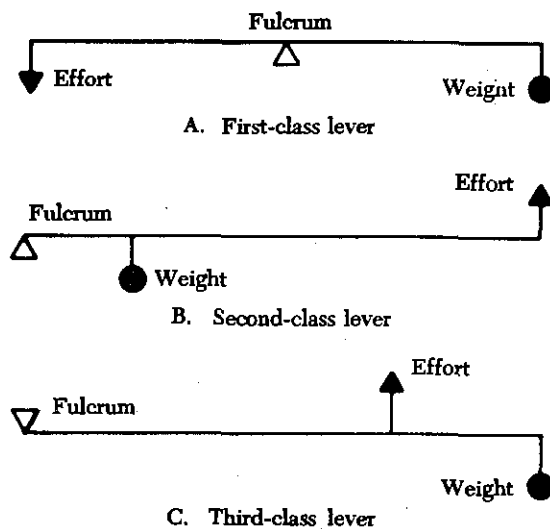 Fulcrum
Effort
Weight
A. First-class lever
Effort
Fulcrum
Weight
B. Second-class lever
Effort
Fulcrum
Weight
C. Third-class lever